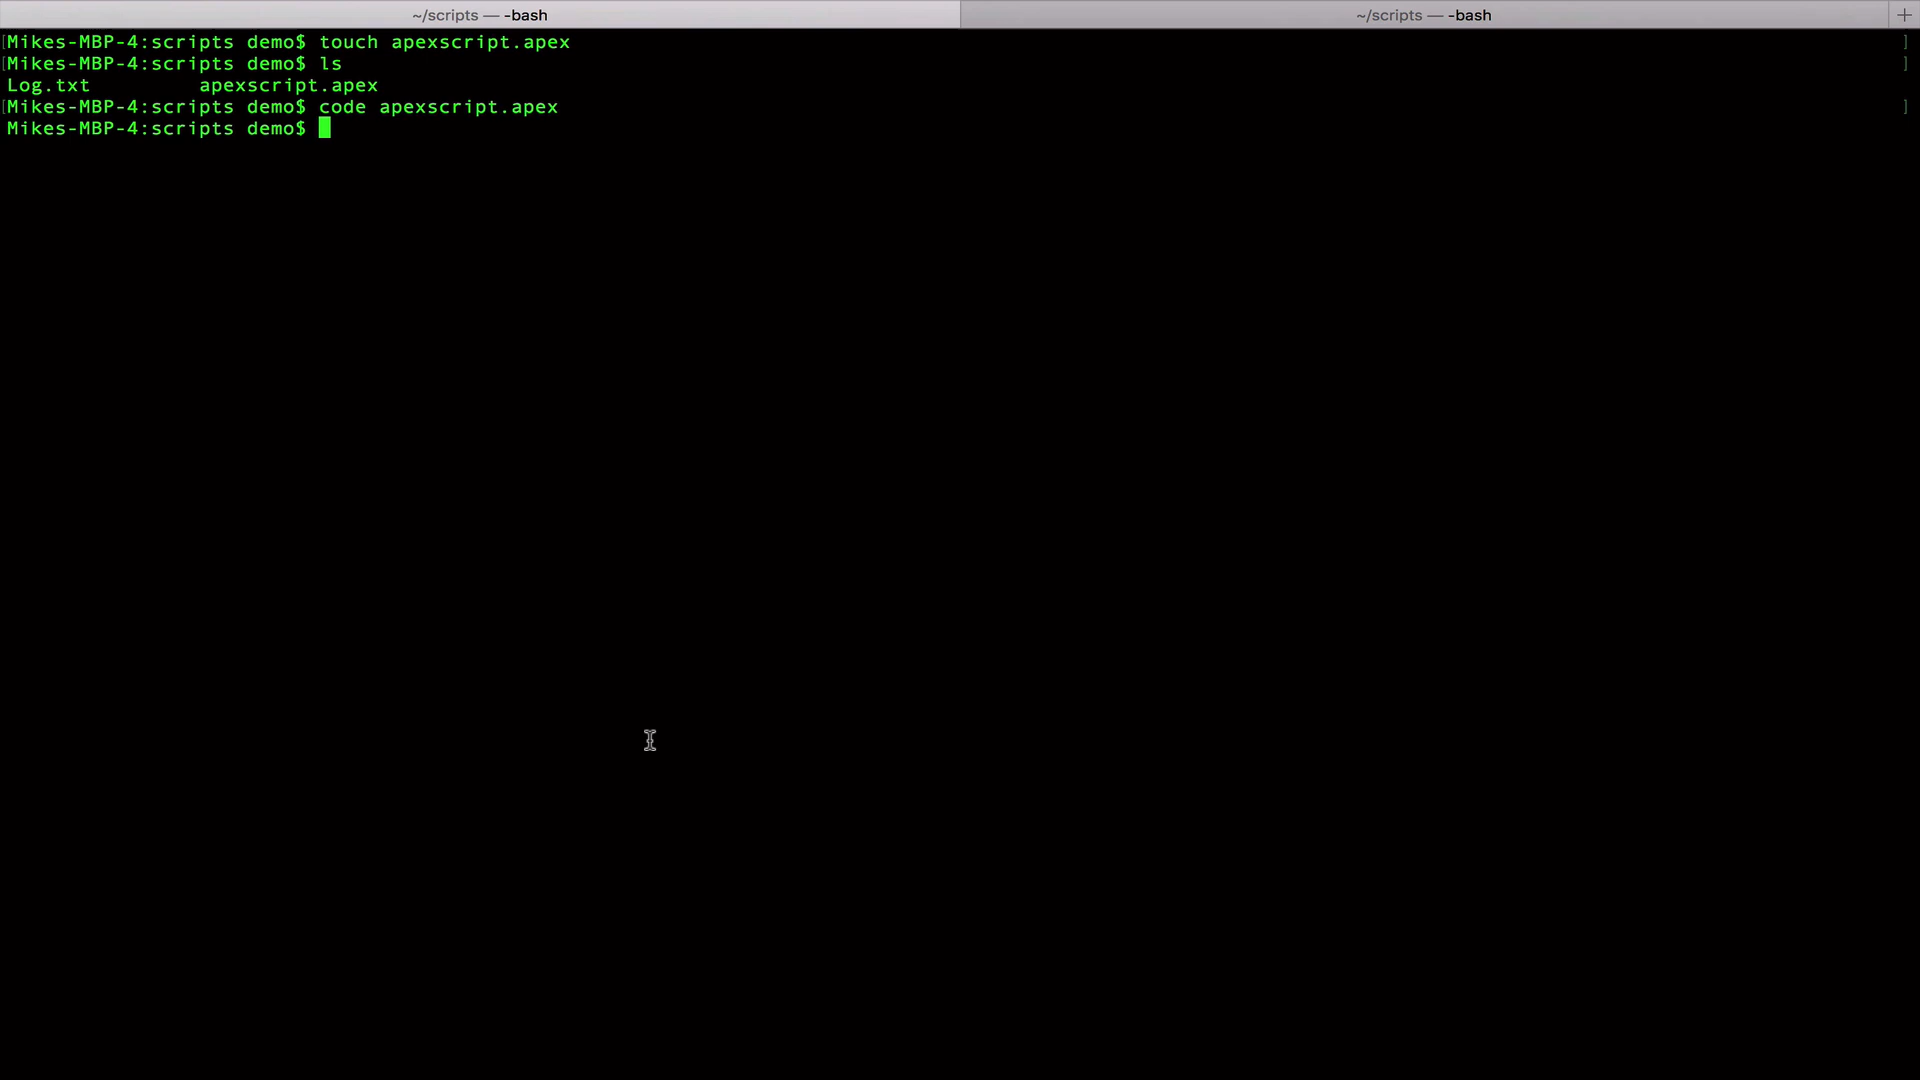 ~/scripts — -bash
~/scripts — -bash
[Mikes-MBP-4:scripts demo$ touch apexscript.apex ]
[Mikes-MBP-4:scripts demo$ ls ]
Log.txt apexscript.apex
[Mikes-MBP-4:scripts demo$ code apexscript.apex ]
Mikes-MBP-4:scripts demo$